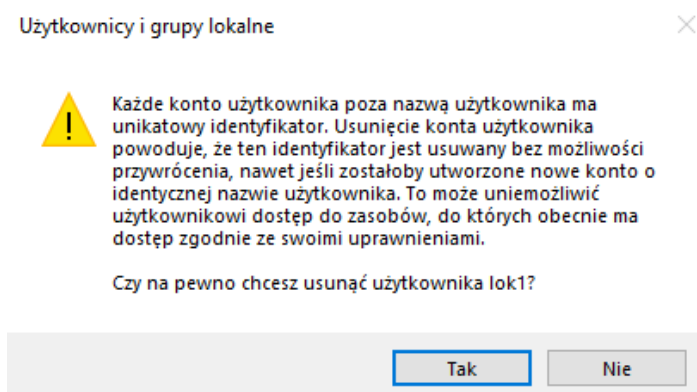 Użytkownicy i grupy lokalne
Każde konto użytkownika poza nazwą użytkownika ma
unikatowy identyfikator. Usunięcie konta użytkownika
powoduje, że ten identyfikator jest usuwany bez możliwości
przywrócenia, nawet jeśli zostałoby utworzone nowe konto o
identycznej nazwie użytkownika. To może uniemożliwić
użytkownikowi dostęp do zasobów, do których obecnie ma
dostęp zgodnie ze swoimi uprawnieniami.
Czy na pewno chcesz usunąć użytkownika lok1?
Tak
Nie